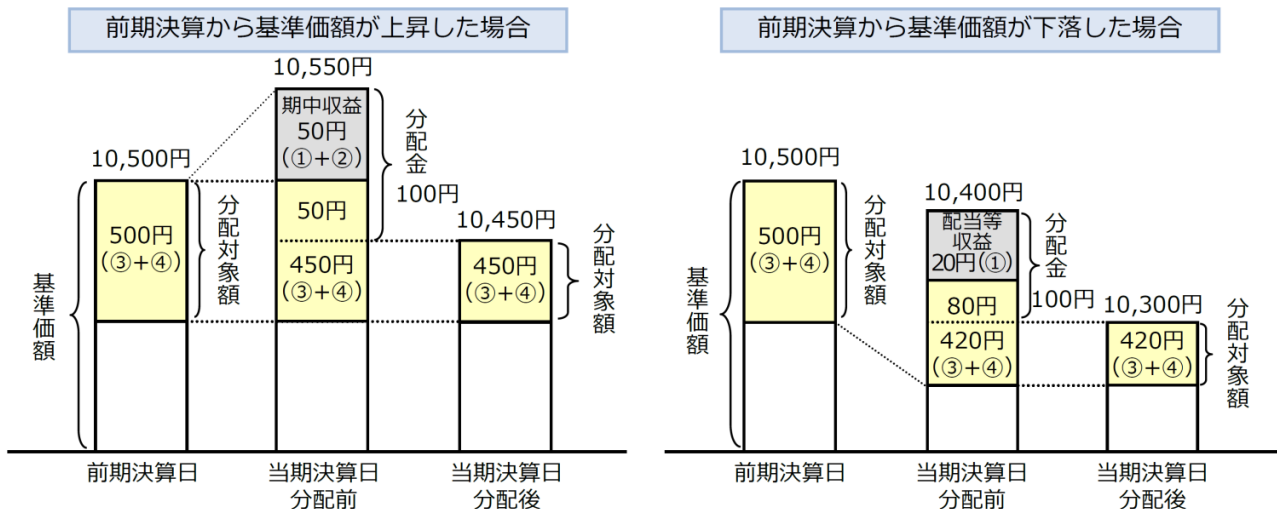 前期決算から基準価額が上昇した場合
10,550円
期中収益
50円
(①+②)
分配金
100円
10,500円
500円
(③+④)
分配対象額
50円
450円
(③+④)
10,450円
450円
(③+④)
分配対象額
基準価額
前期決算日
当期決算日
分配前
当期決算日
分配後
前期決算から基準価額が下落した場合
10,500円
500円
(③+④)
分配対象額
10,400円
配当等
収益
20円(①)
分配金
100円
80円
420円
(③+④)
10,300円
420円
(③+④)
分配対象額
基準価額
前期決算日
当期決算日
分配前
当期決算日
分配後